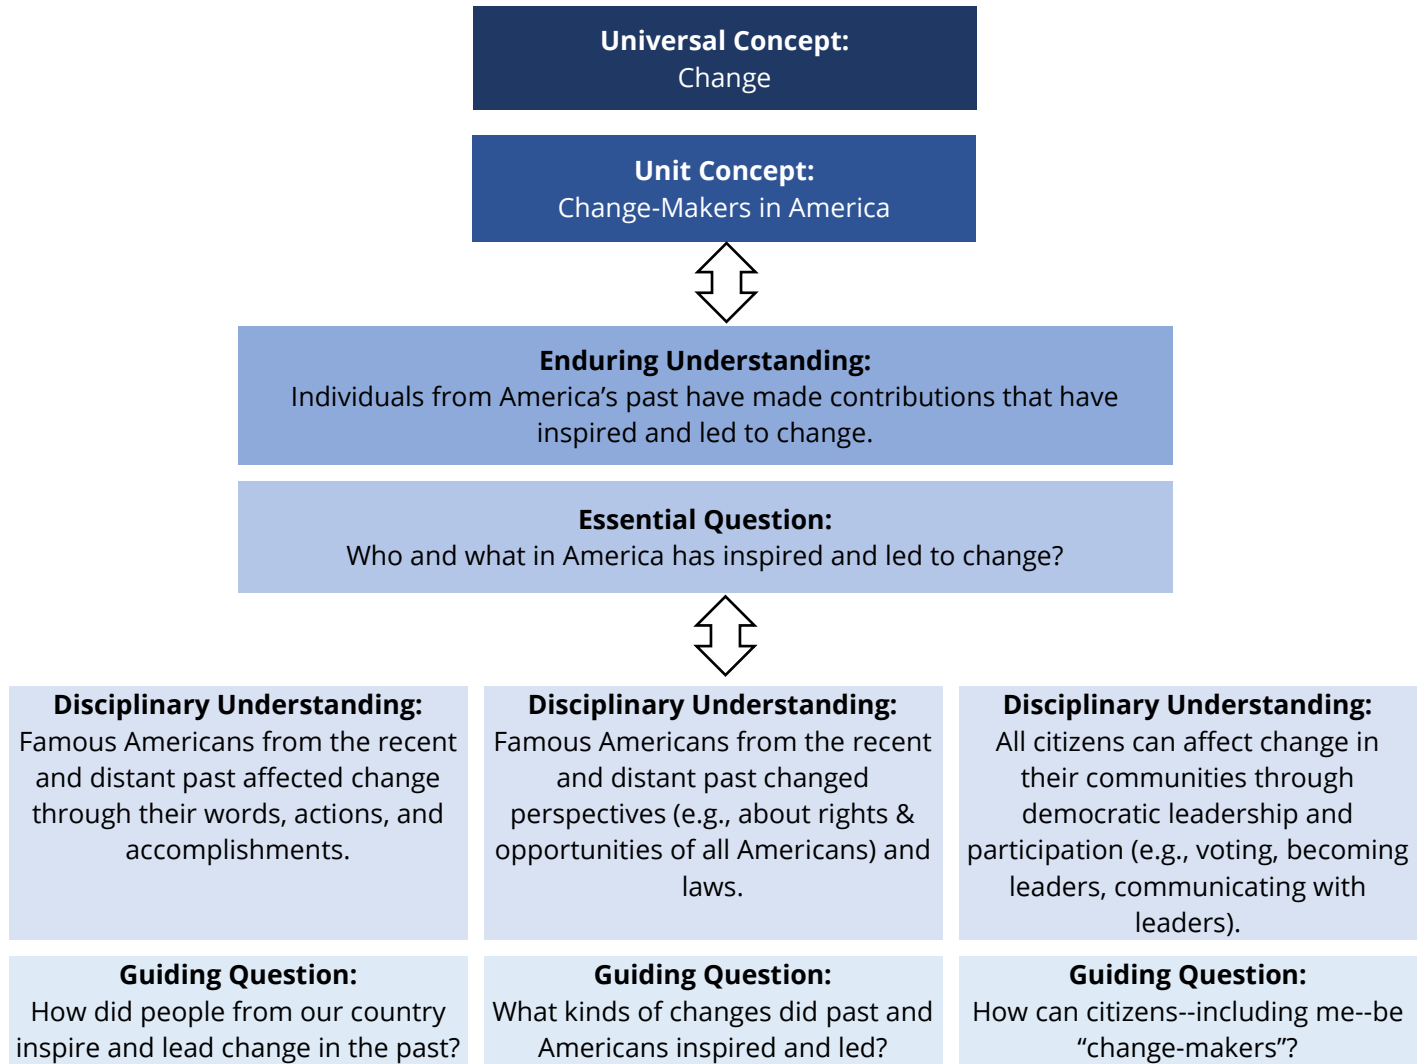 Universal Concept:
Change
Unit Concept:
Change-Makers in America
Enduring Understanding:
Individuals from America’s past have made contributions that have
inspired and led to change.
Essential Question:
Who and what in America has inspired and led to change?
Disciplinary Understanding:
Famous Americans from the recent
and distant past affected change
through their words, actions, and
accomplishments.
Disciplinary Understanding:
Famous Americans from the recent
and distant past changed
perspectives (e.g., about rights &
opportunities of all Americans) and
laws.
Disciplinary Understanding:
All citizens can affect change in
their communities through
democratic leadership and
participation (e.g., voting, becoming
leaders, communicating with
leaders).
Guiding Question:
How did people from our country
inspire and lead change in the past?
Guiding Question:
What kinds of changes did past and
Americans inspired and led?
Guiding Question:
How can citizens--including me--be
“change-makers”?